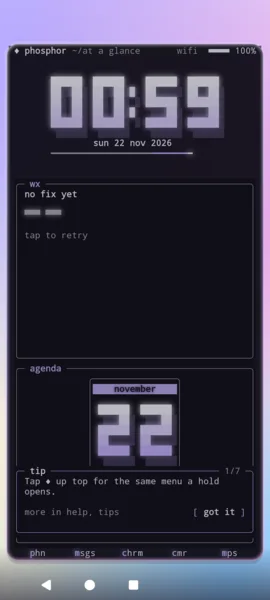 ♦ phosphor ~/at a glance wifi 100%
00:59
sun 22 nov 2026
wx
no fix yet
--
tap to retry
agenda
november
22
tip 1/7
Tap ♦ up top for the same menu a hold
opens.
more in help, tips [ got it ]
phn msgs chrm cmr mps